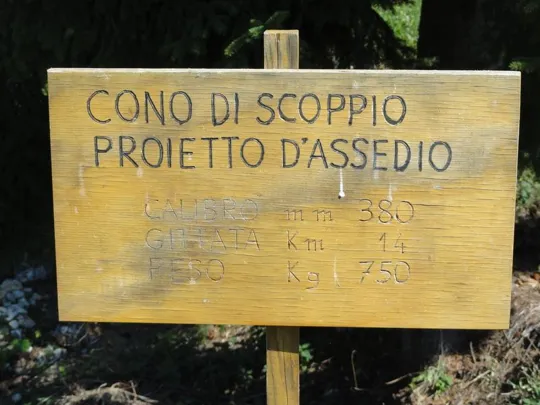 CONO DI SCOPPIO
PROIETTO D'ASSEDIO
CALIBRO mm 380
GITTATA Km 14
PESO Kg 750